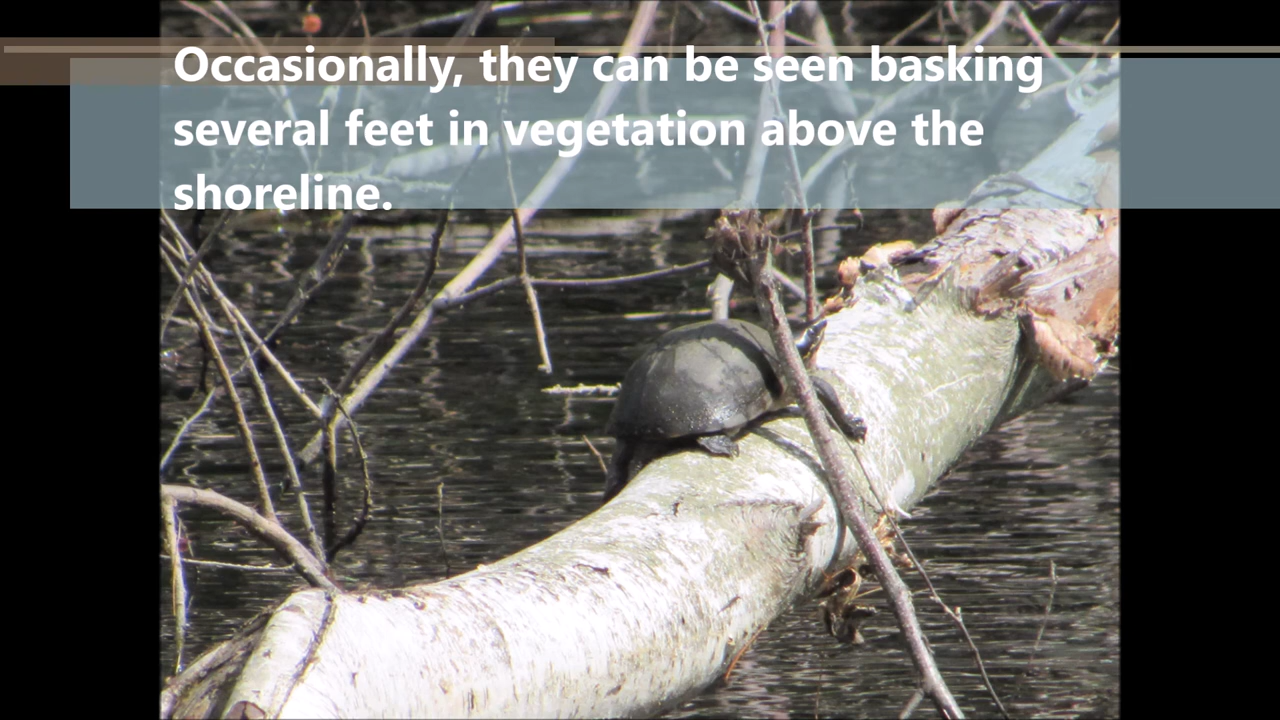 Occasionally, they can be seen basking
several feet in vegetation above the
shoreline.